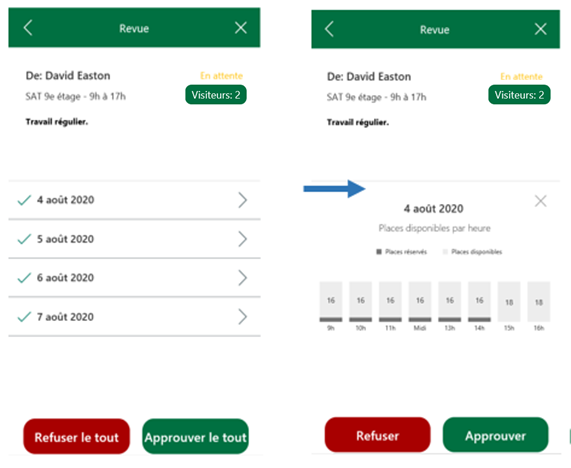 Revue
De: David Easton
En attente
SAT 9e étage - 9h à 17h
Visiteurs: 2
Travail régulier.
4 août 2020
5 août 2020
6 août 2020
7 août 2020
Refuser le tout
Approuver le tout
Revue
De: David Easton
En attente
SAT 9e étage - 9h à 17h
Visiteurs: 2
Travail régulier.
4 août 2020
Places disponibles par heure
Places réservés Places disponibles
16 16 16 16 16 16 18 18
9h 10h 11h Midi 13h 14h 15h 16h
Refuser
Approuver